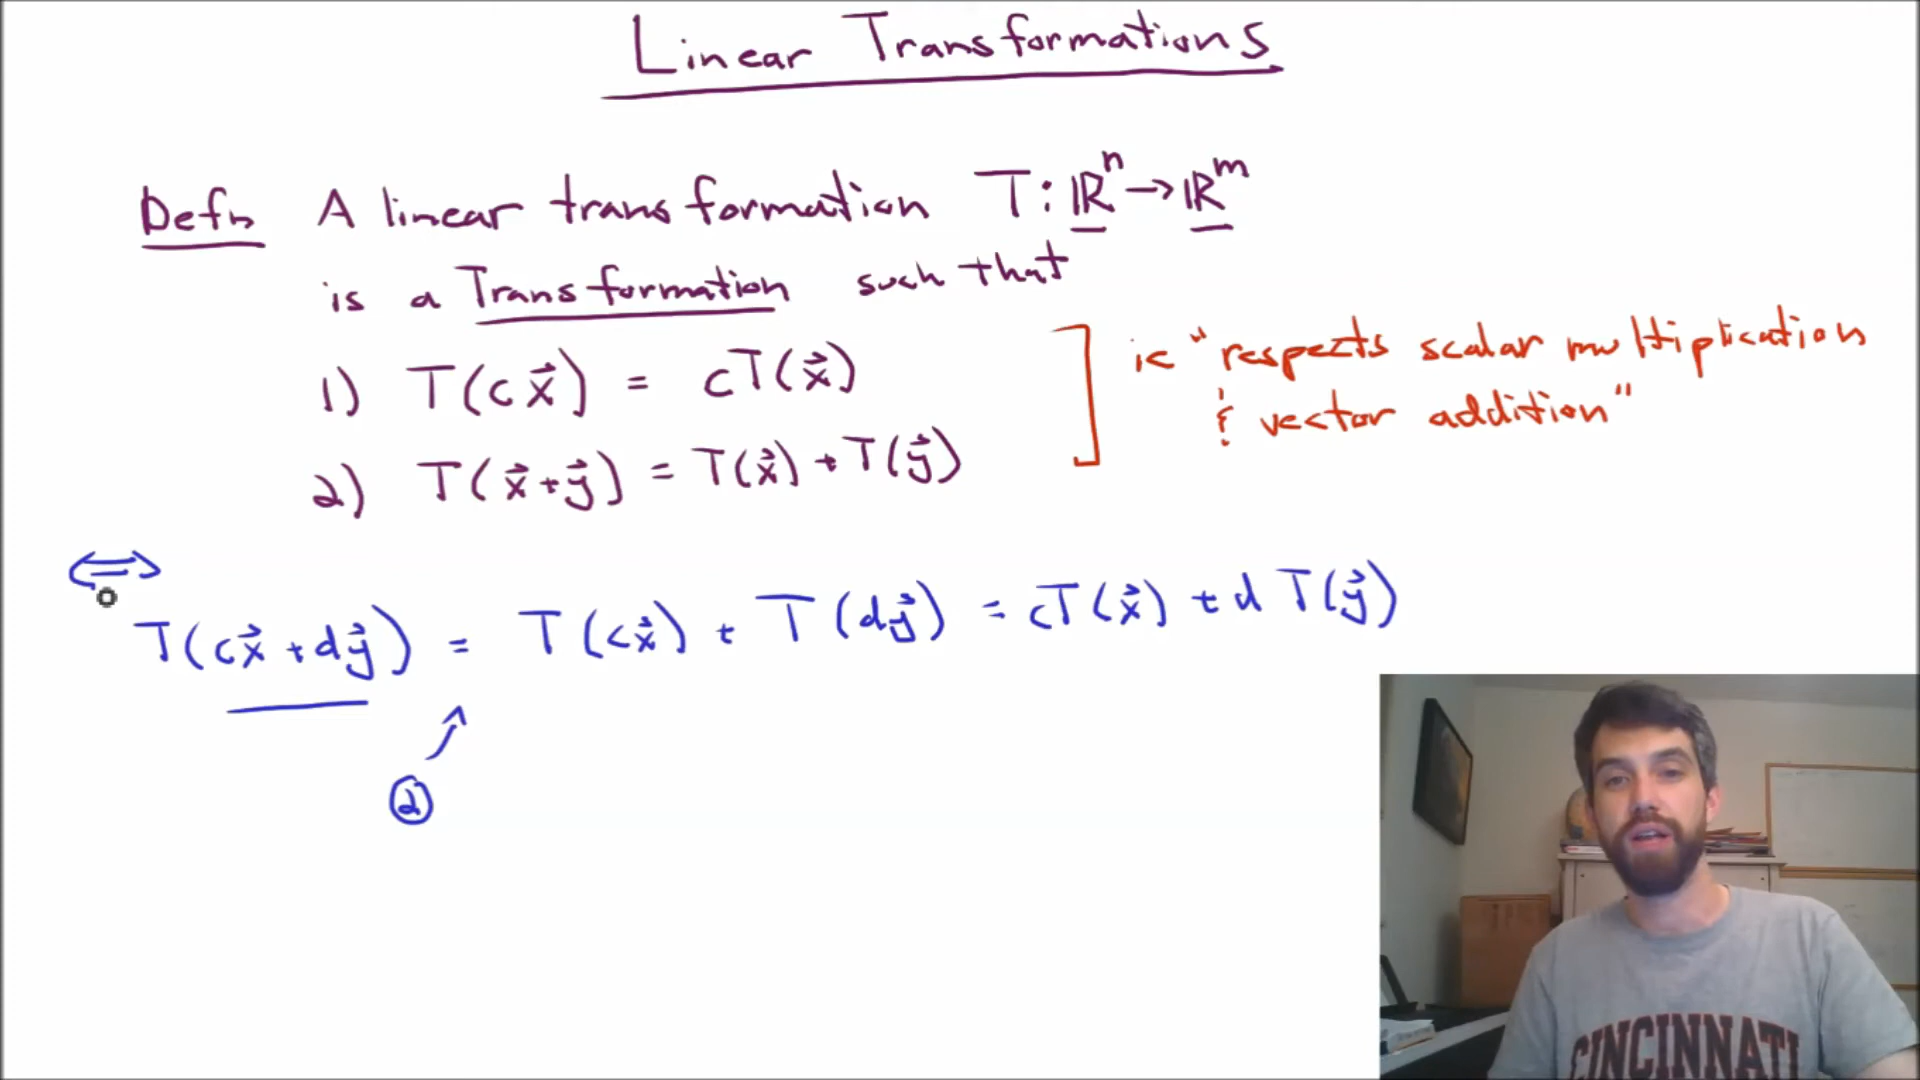 Linear Transformations
Defn A linear transformation T: ℝⁿ → ℝᵐ
is a Transformation such that
1) T(cx⃗) = cT(x⃗)
2) T(x⃗+y⃗) = T(x⃗) + T(y⃗)
ie "respects scalar multiplication
& vector addition"
⟺
T(cx⃗ + dy⃗) = T(cx⃗) + T(dy⃗) = cT(x⃗) + d T(y⃗)
②
CINCINNATI